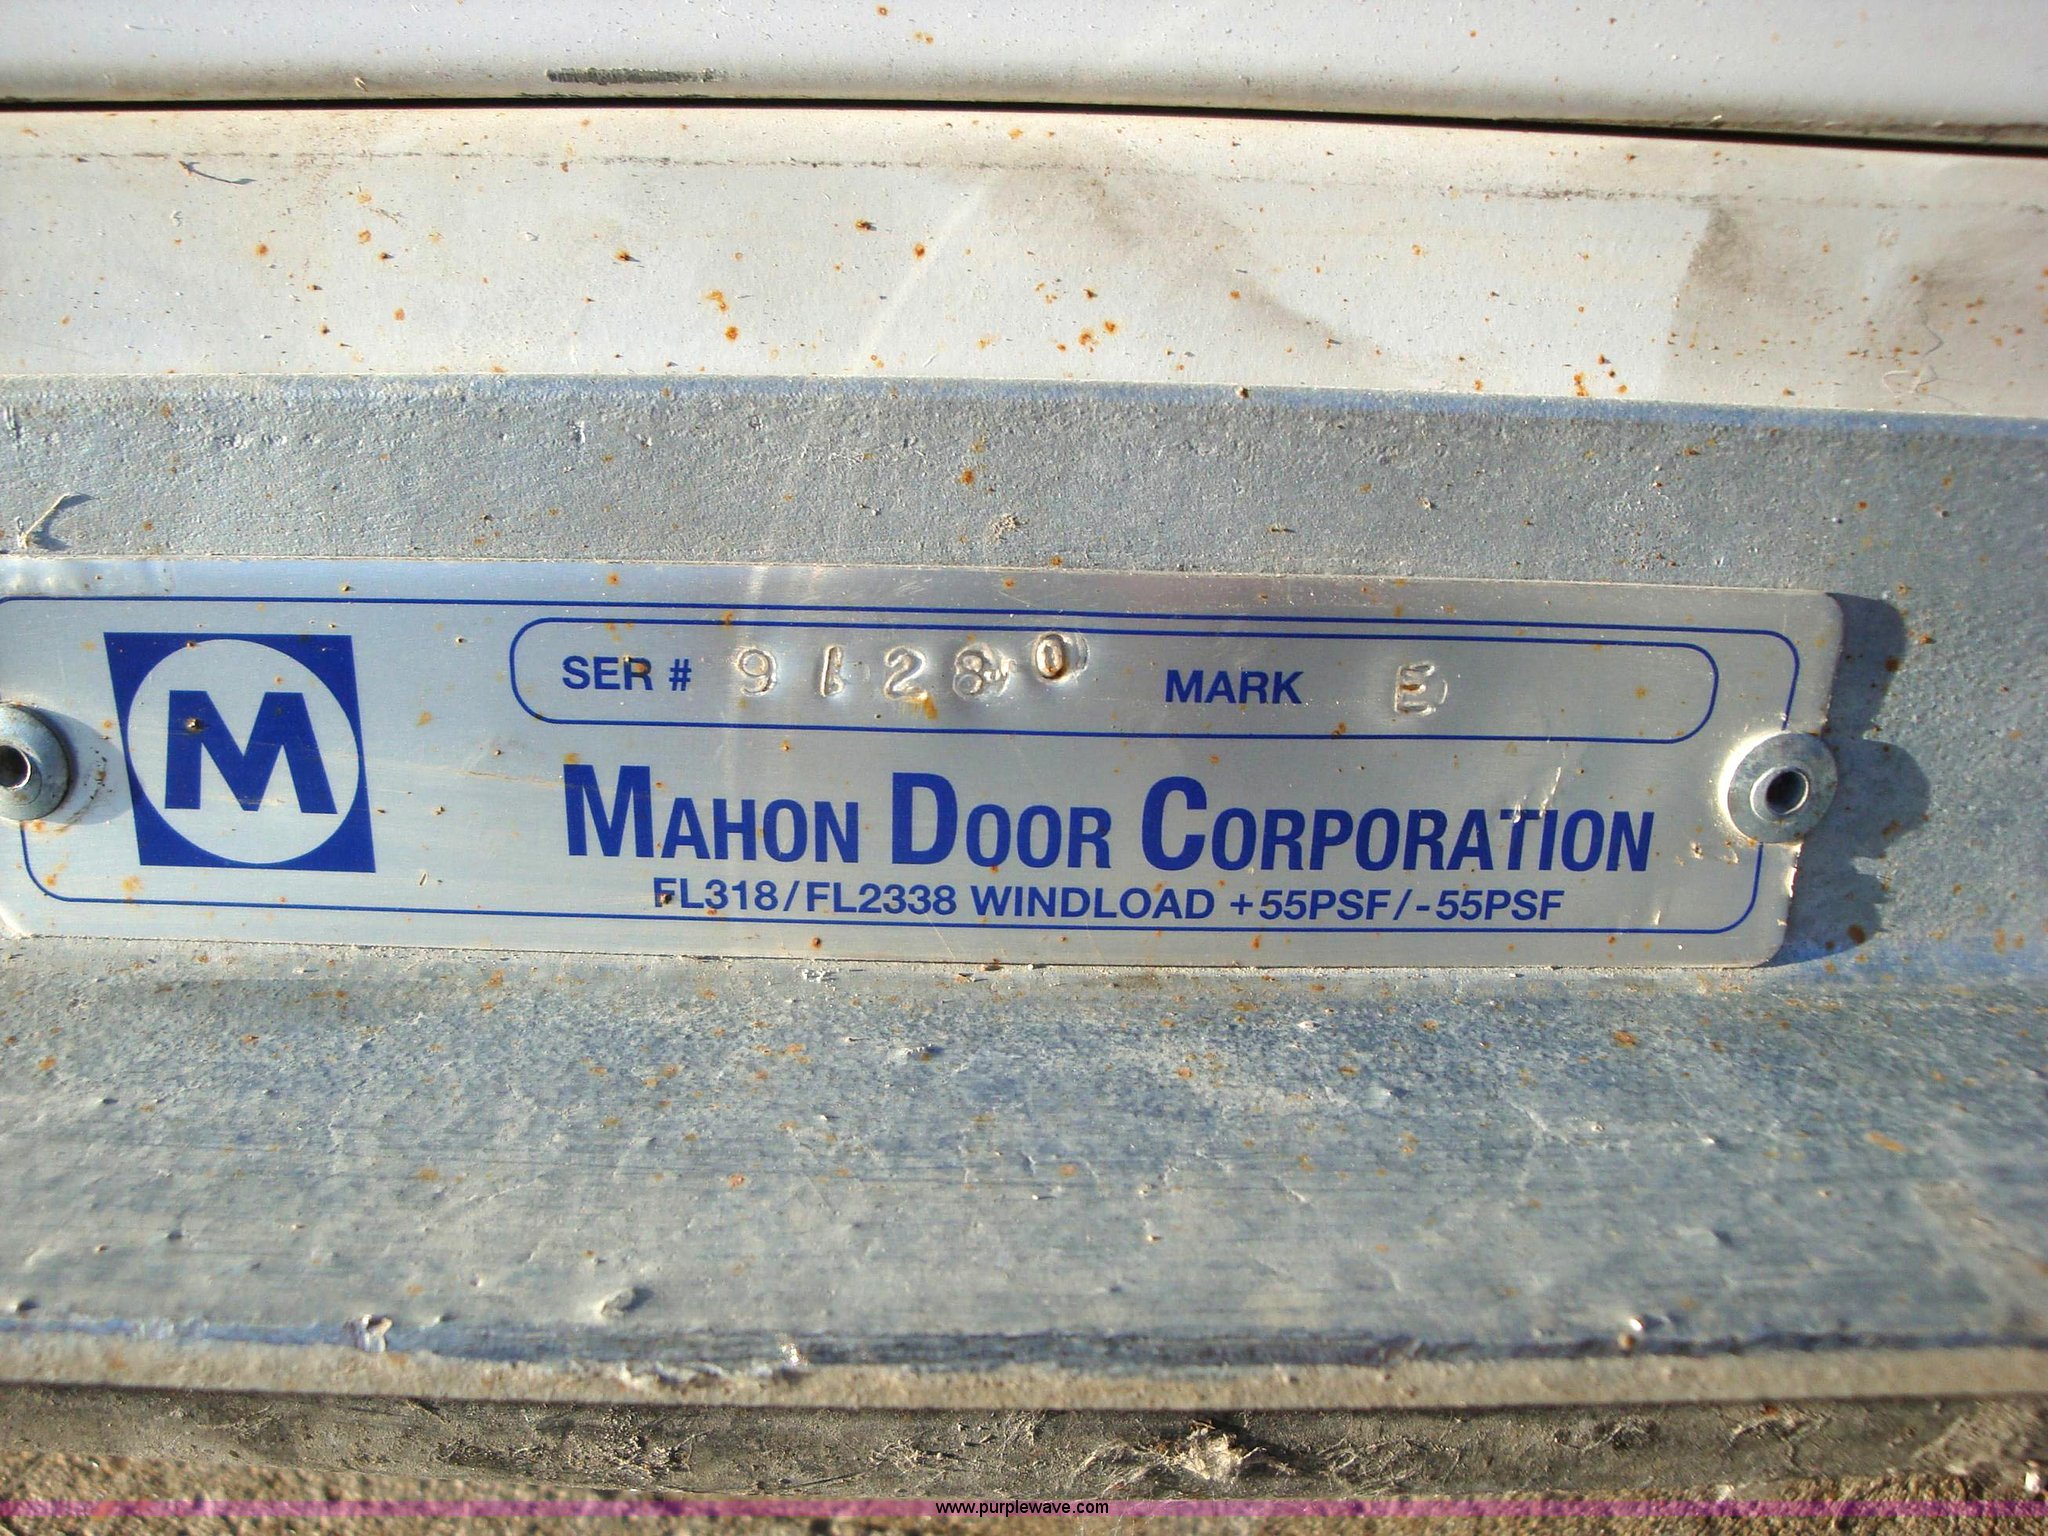 M
SER # 91280 MARK E
MAHON DOOR CORPORATION
FL318/FL2338 WINDLOAD +55PSF/-55PSF
www.purplewave.com